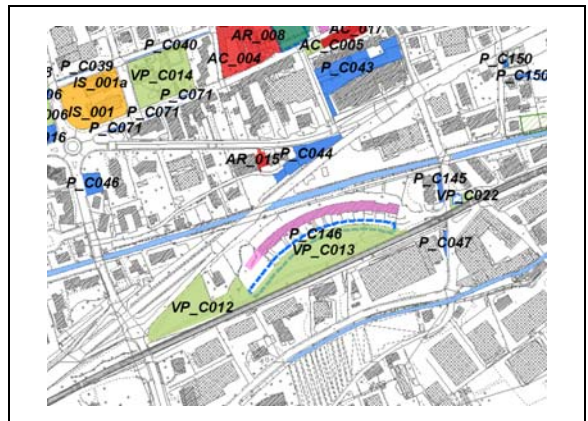 AC_017
P_C040
AR_008
AC_C005
P_C039
AC_004
P_C150
VP_C014
P_C043
IS_001a
P_C071
P_C150
IS_001
P_C071
P_C071
AR_015
P_C044
P_C046
P_C145
VP_C022
P_C146
P_C047
VP_C013
VP_C012